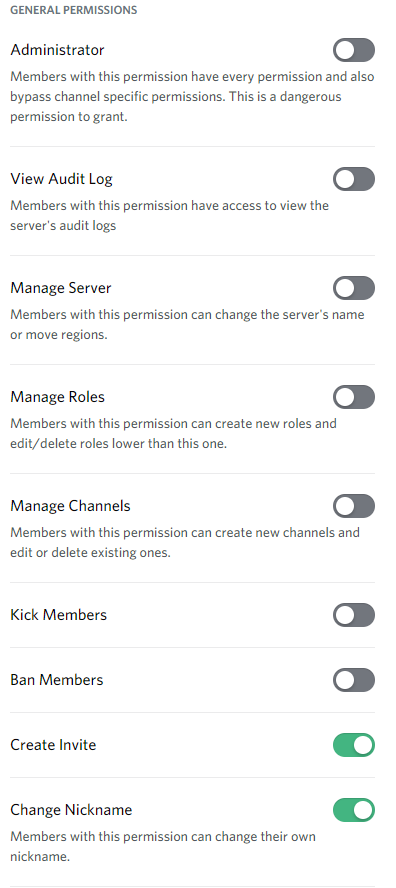 GENERAL PERMISSIONS
Administrator
Members with this permission have every permission and also
bypass channel specific permissions. This is a dangerous
permission to grant.
View Audit Log
Members with this permission have access to view the
server's audit logs
Manage Server
Members with this permission can change the server's name
or move regions.
Manage Roles
Members with this permission can create new roles and
edit/delete roles lower than this one.
Manage Channels
Members with this permission can create new channels and
edit or delete existing ones.
Kick Members
Ban Members
Create Invite
Change Nickname
Members with this permission can change their own
nickname.